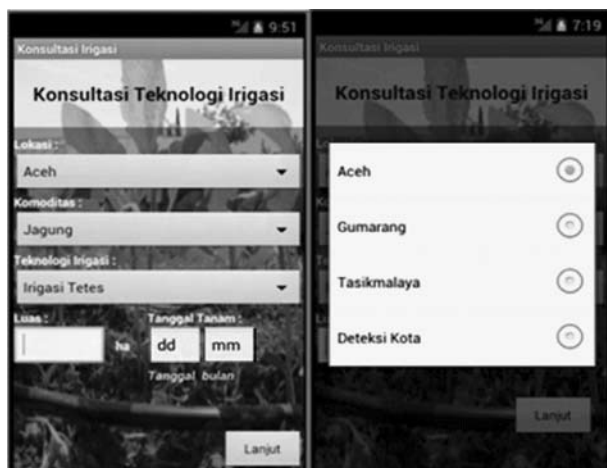 9:51
Konsultasi Irigasi
Konsultasi Teknologi Irigasi
Lokasi :
Aceh
Komoditas :
Jagung
Teknologi Irigasi :
Irigasi Tetes
Luas : Tanggal Tanam :
ha dd mm
Tanggal bulan
Lanjut
7:19
Konsultasi Irigasi
Konsultasi Teknologi Irigasi
Aceh
Gumarang
Tasikmalaya
Deteksi Kota
Lanjut